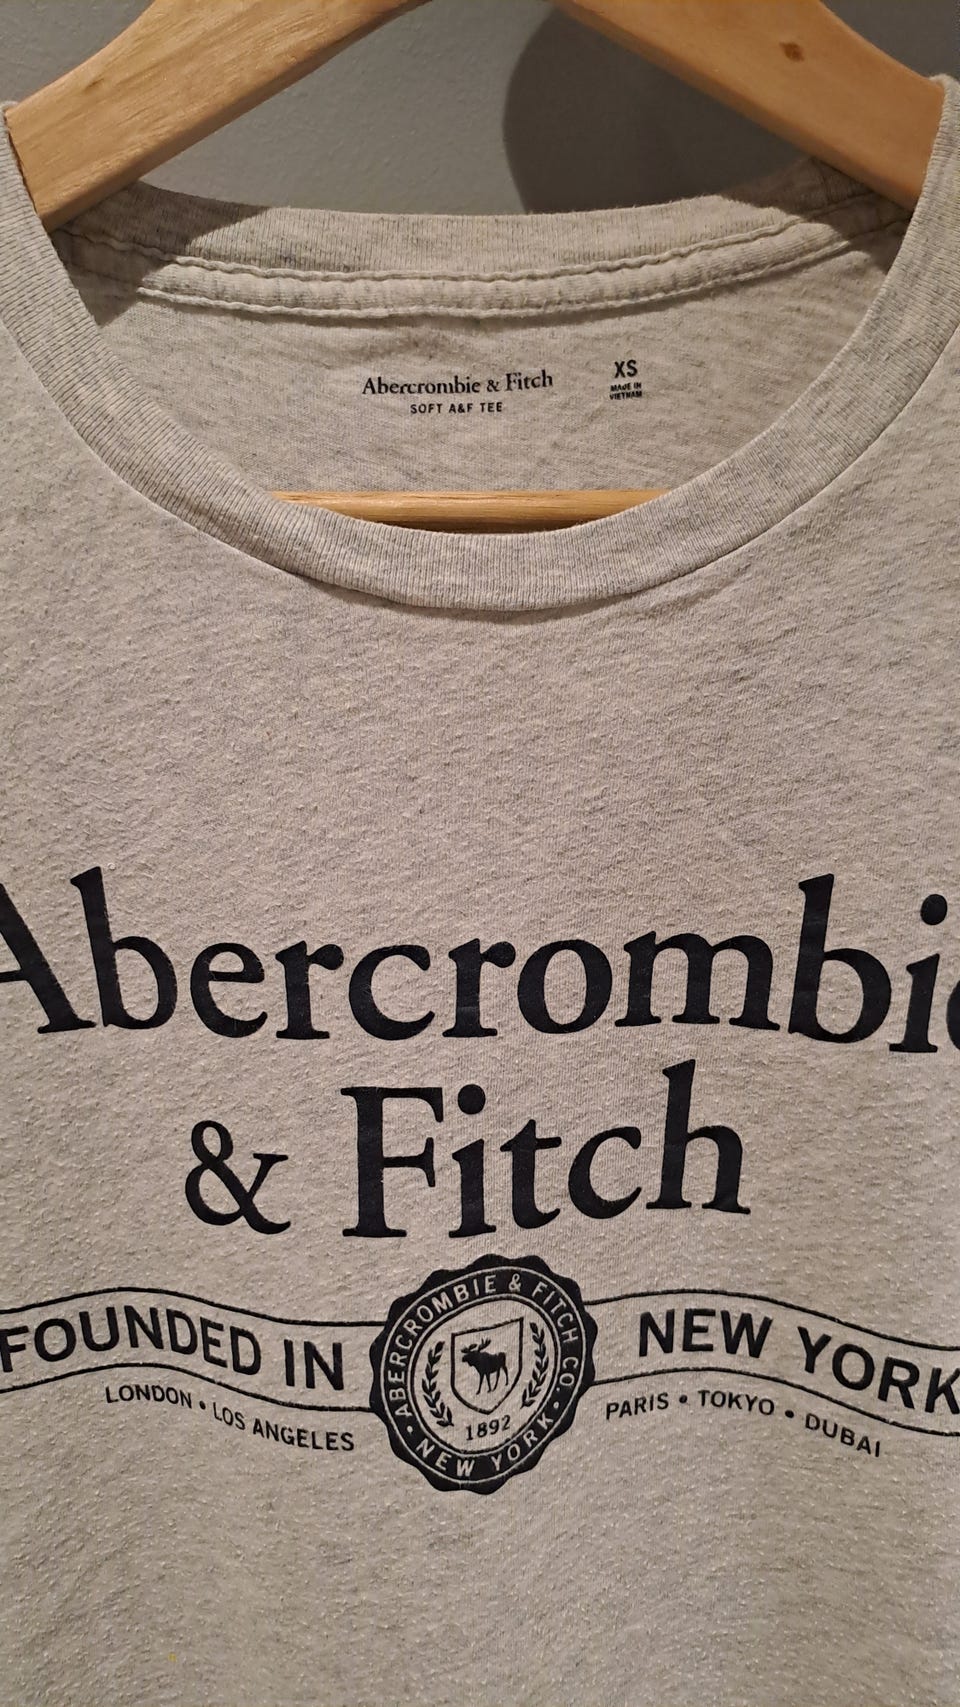 Abercrombie & Fitch
SOFT A&F TEE
XS
MADE IN
VIETNAM
Abercrombie
& Fitch
FOUNDED IN
NEW YORK
LONDON • LOS ANGELES
PARIS • TOKYO • DUBAI
ABERCROMBIE & FITCH CO.
1892
• NEW YORK •